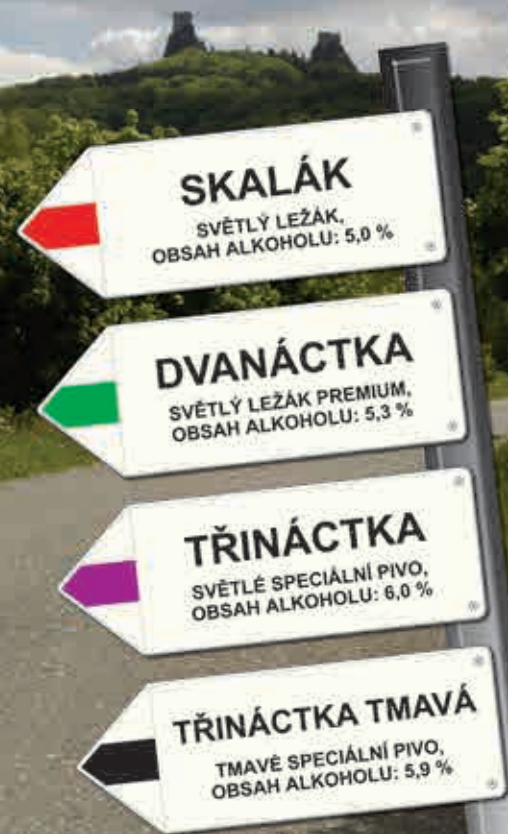 SKALÁK
SVĚTLÝ LEŽÁK,
OBSAH ALKOHOLU: 5,0 %
DVANÁCTKA
SVĚTLÝ LEŽÁK PREMIUM,
OBSAH ALKOHOLU: 5,3 %
TŘINÁCTKA
SVĚTLÉ SPECIÁLNÍ PIVO,
OBSAH ALKOHOLU: 6,0 %
TŘINÁCTKA TMAVÁ
TMAVÉ SPECIÁLNÍ PIVO,
OBSAH ALKOHOLU: 5,9 %